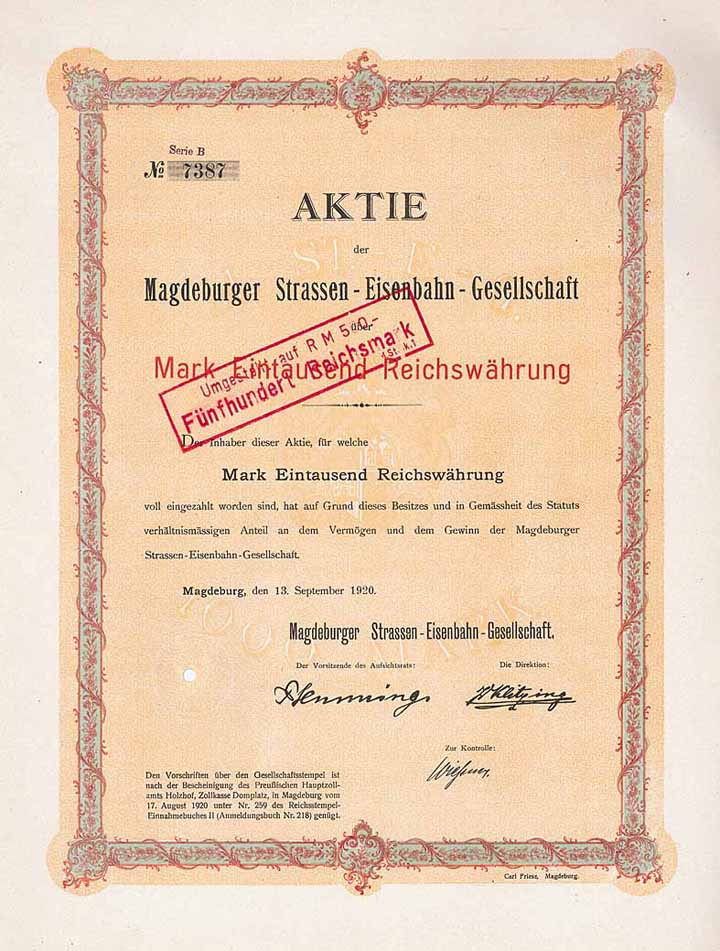 Serie B
№ 7387
AKTIE
der
Magdeburger Strassen-Eisenbahn-Gesellschaft
über
Mark Eintausend Reichswährung
Umgestellt auf RM 500.-
Fünfhundert Reichsmark
(St.K.)
Der Inhaber dieser Aktie, für welche
Mark Eintausend Reichswährung
voll eingezahlt worden sind, hat auf Grund dieses Besitzes und in Gemässheit des Statuts
verhältnismässigen Anteil an dem Vermögen und dem Gewinn der Magdeburger
Strassen-Eisenbahn-Gesellschaft.
Magdeburg, den 13. September 1920.
1000 MARK
Magdeburger Strassen-Eisenbahn-Gesellschaft.
Der Vorsitzende des Aufsichtsrats: Die Direktion:
Klitzing
Zur Kontrolle:
Den Vorschriften über den Gesellschaftsstempel ist
nach der Bescheinigung des Preußischen Hauptzoll-
amts Holzhof, Zollkasse Domplatz, in Magdeburg vom
17. August 1920 unter Nr. 259 des Reichsstempel-
Einnahmebuches II (Anmeldungsbuch Nr. 218) genügt.
Carl Friese, Magdeburg.